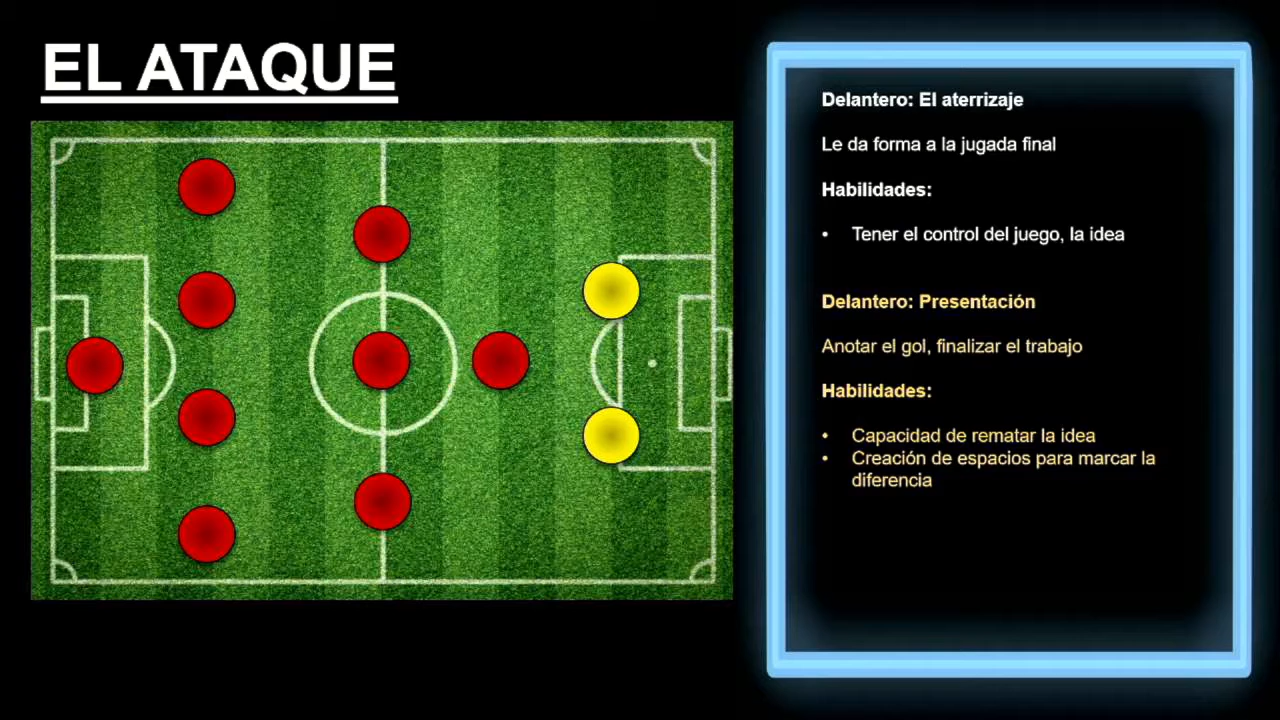 EL ATAQUE
Delantero: El aterrizaje
Le da forma a la jugada final
Habilidades:
• Tener el control del juego, la idea
Delantero: Presentación
Anotar el gol, finalizar el trabajo
Habilidades:
• Capacidad de rematar la idea
• Creación de espacios para marcar la
diferencia